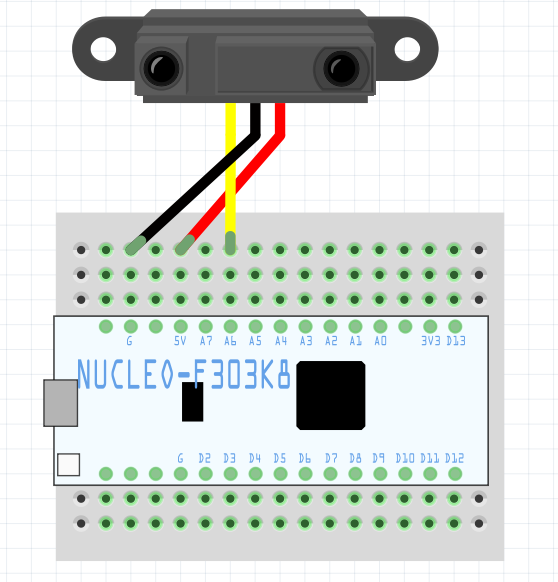 G 5V A7 A6 A5 A4 A3 A2 A1 A0 3V3 D13
NUCLEO-F303K8
G D2 D3 D4 D5 D6 D7 D8 D9 D10 D11 D12